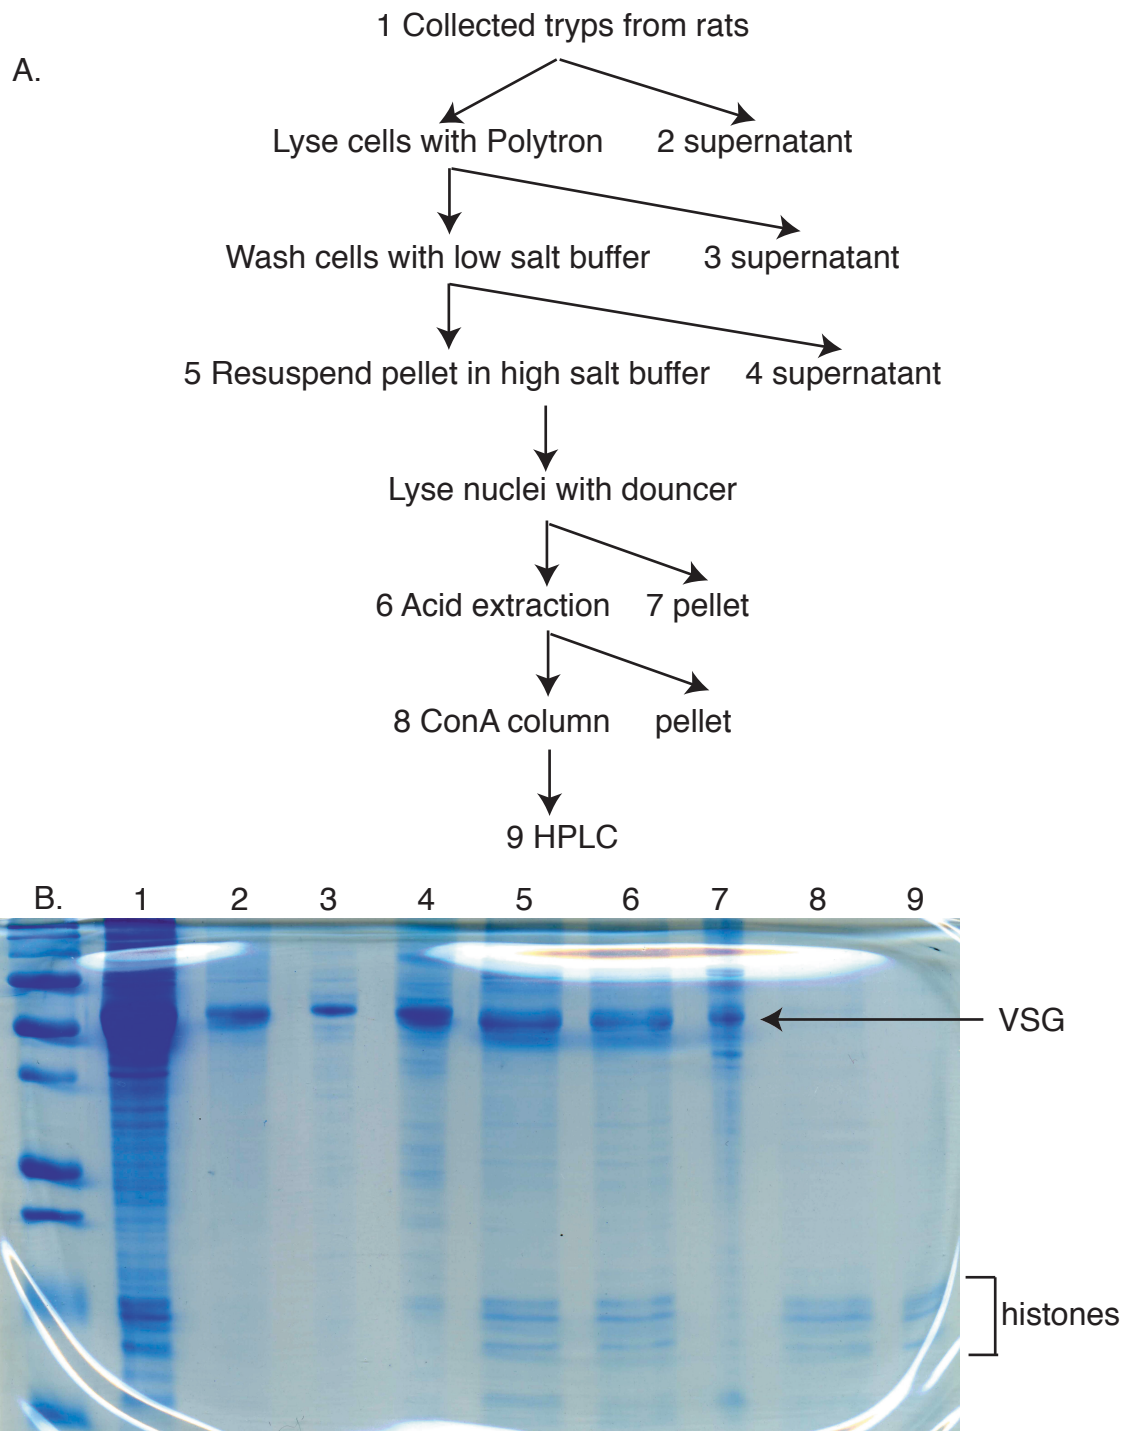 1 Collected tryps from rats
A.
Lyse cells with Polytron 2 supernatant
Wash cells with low salt buffer 3 supernatant
5 Resuspend pellet in high salt buffer 4 supernatant
Lyse nuclei with douncer
6 Acid extraction 7 pellet
8 ConA column pellet
9 HPLC
B. 1 2 3 4 5 6 7 8 9
VSG
histones